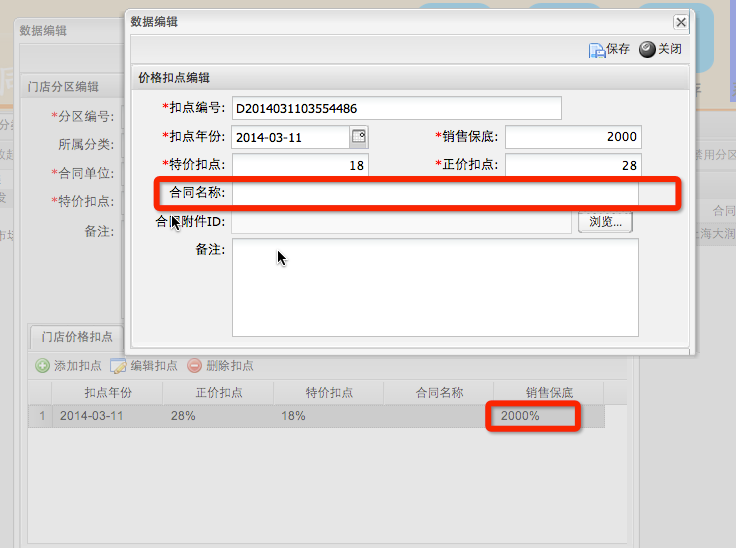 数据编辑
数据编辑
保存 关闭
门店分区编辑
价格扣点编辑
*分区编号:
*扣点编号: D2014031103554486
*扣点年份: 2014-03-11 *销售保底: 2000
所属分类:
*特价扣点: 18 *正价扣点: 28
禁用分区
*合同单位:
合同名称:
*特价扣点:
合同
合同附件ID: 浏览...
备注:
备注:
市场
海大润
门店价格扣点
添加扣点 编辑扣点 删除扣点
扣点年份 正价扣点 特价扣点 合同名称 销售保底
1 2014-03-11 28% 18% 2000%